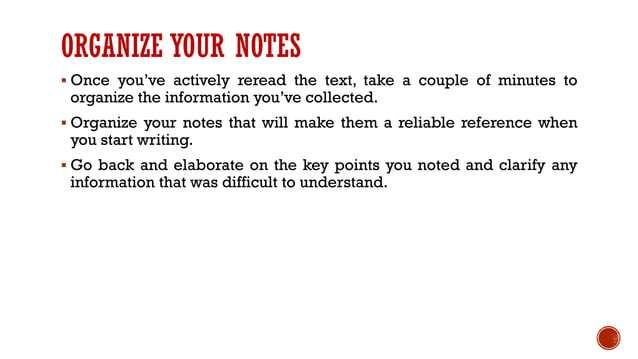 ORGANIZE YOUR NOTES
▪ Once you’ve actively reread the text, take a couple of minutes to
organize the information you’ve collected.
▪ Organize your notes that will make them a reliable reference when
you start writing.
▪ Go back and elaborate on the key points you noted and clarify any
information that was difficult to understand.